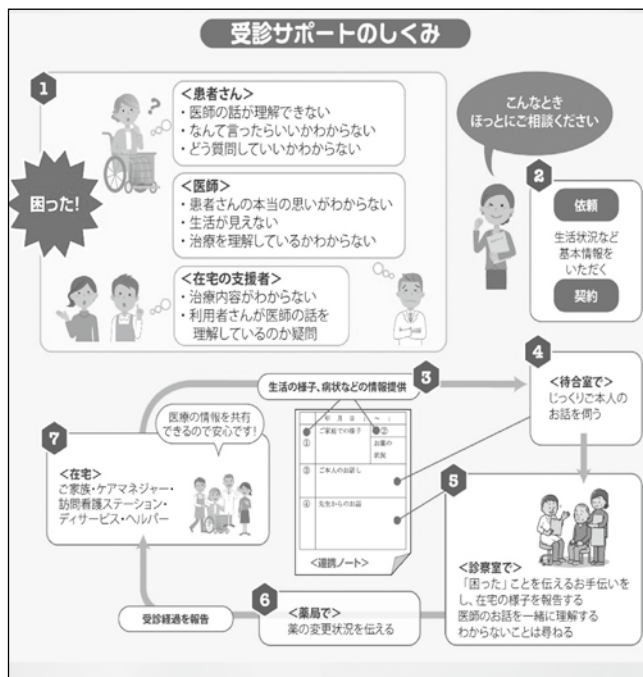 受診サポートのしくみ
1
困った!
?
<患者さん>
・医師の話が理解できない
・なんて言ったらいいかわからない
・どう質問していいかわからない
<医師>
・患者さんの本当の思いがわからない
・生活が見えない
・治療を理解しているかわからない
<在宅の支援者>
・治療内容がわからない
・利用者さんが医師の話を
理解しているのか疑問
こんなとき
ほっとにご相談ください
2
依頼
生活状況など
基本情報を
いただく
契約
生活の様子、病状などの情報提供
3
年 月 日 ( ~ :
① ご家庭での様子
② お薬の
状況
③ ご本人のお話し
④ 先生からのお話
<連携ノート>
4
<待合室で>
じっくりご本人の
お話を伺う
5
<診察室で>
「困った」ことを伝えるお手伝いを
し、在宅の様子を報告する
医師のお話を一緒に理解する
わからないことは尋ねる
6
<薬局で>
薬の変更状況を伝える
受診経過を報告
7
医療の情報を共有
できるので安心です!
<在宅>
ご家族・ケアマネジャー・
訪問看護ステーション・
ディサービス・ヘルパー